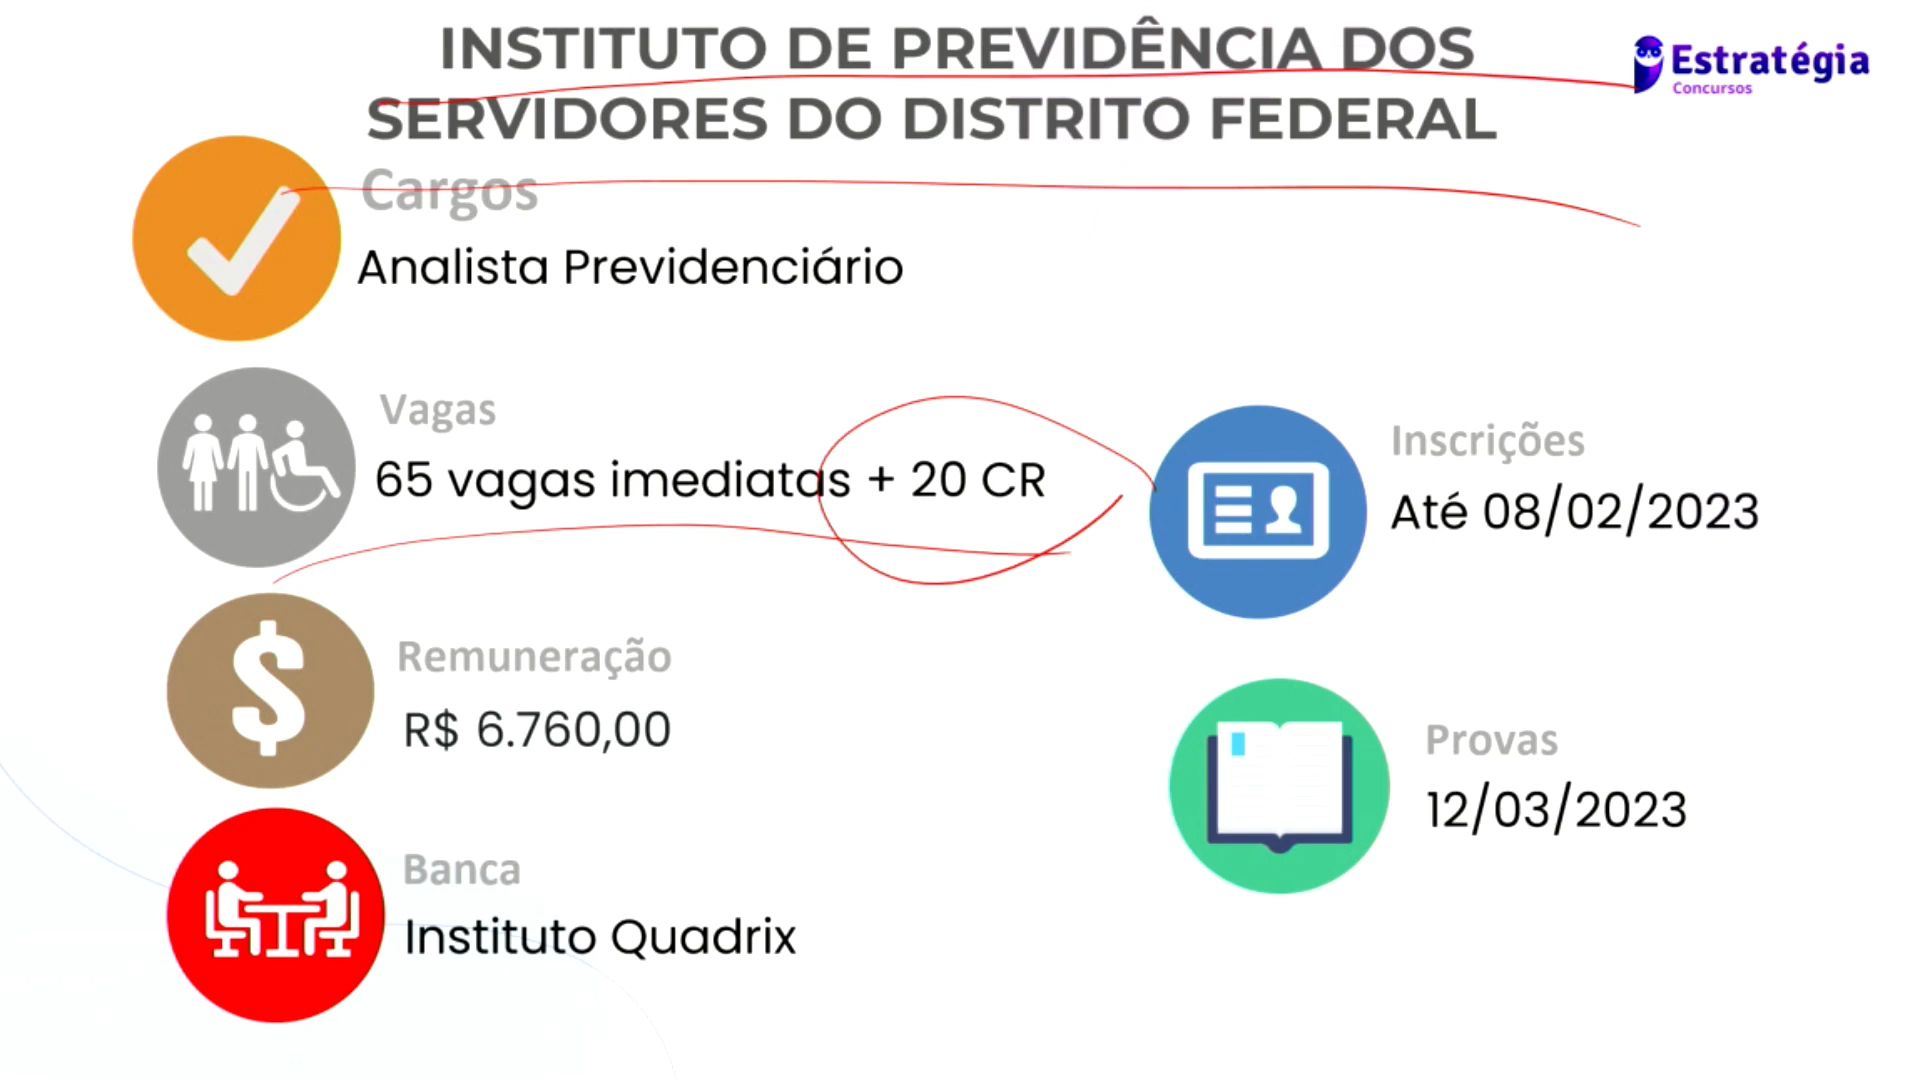 INSTITUTO DE PREVIDÊNCIA DOS
SERVIDORES DO DISTRITO FEDERAL
Estratégia
Concursos
Cargos
Analista Previdenciário
Vagas
65 vagas imediatas + 20 CR
Inscrições
Até 08/02/2023
Remuneração
R$ 6.760,00
Provas
12/03/2023
Banca
Instituto Quadrix